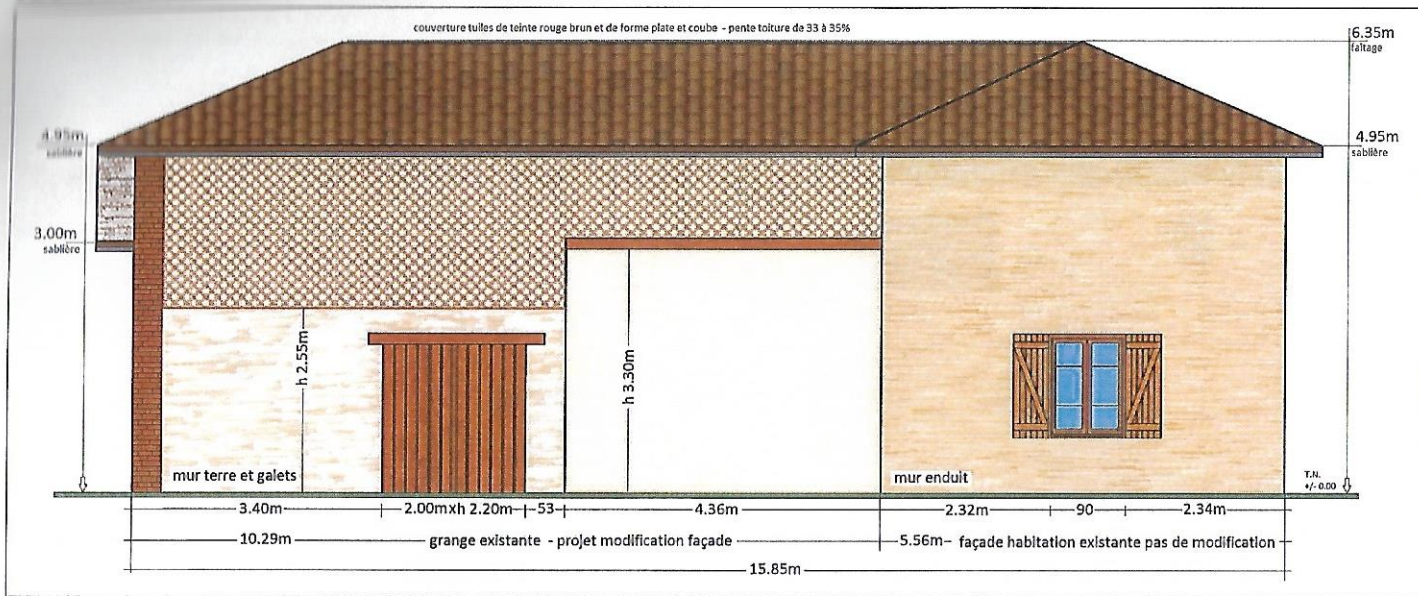 couverture tuiles de teinte rouge brun et de forme plate et coube - pente toiture de 33 à 35%
6.35m
faîtage
4.95m
sablière
4.95m
sablière
3.00m
sablière
h 2.55m
h 3.30m
mur terre et galets
mur enduit
T.N.
+/- 0.00
3.40m
2.00mxh 2.20m
53
4.36m
2.32m
90
2.34m
10.29m
grange existante - projet modification façade
5.56m
façade habitation existante pas de modification
15.85m